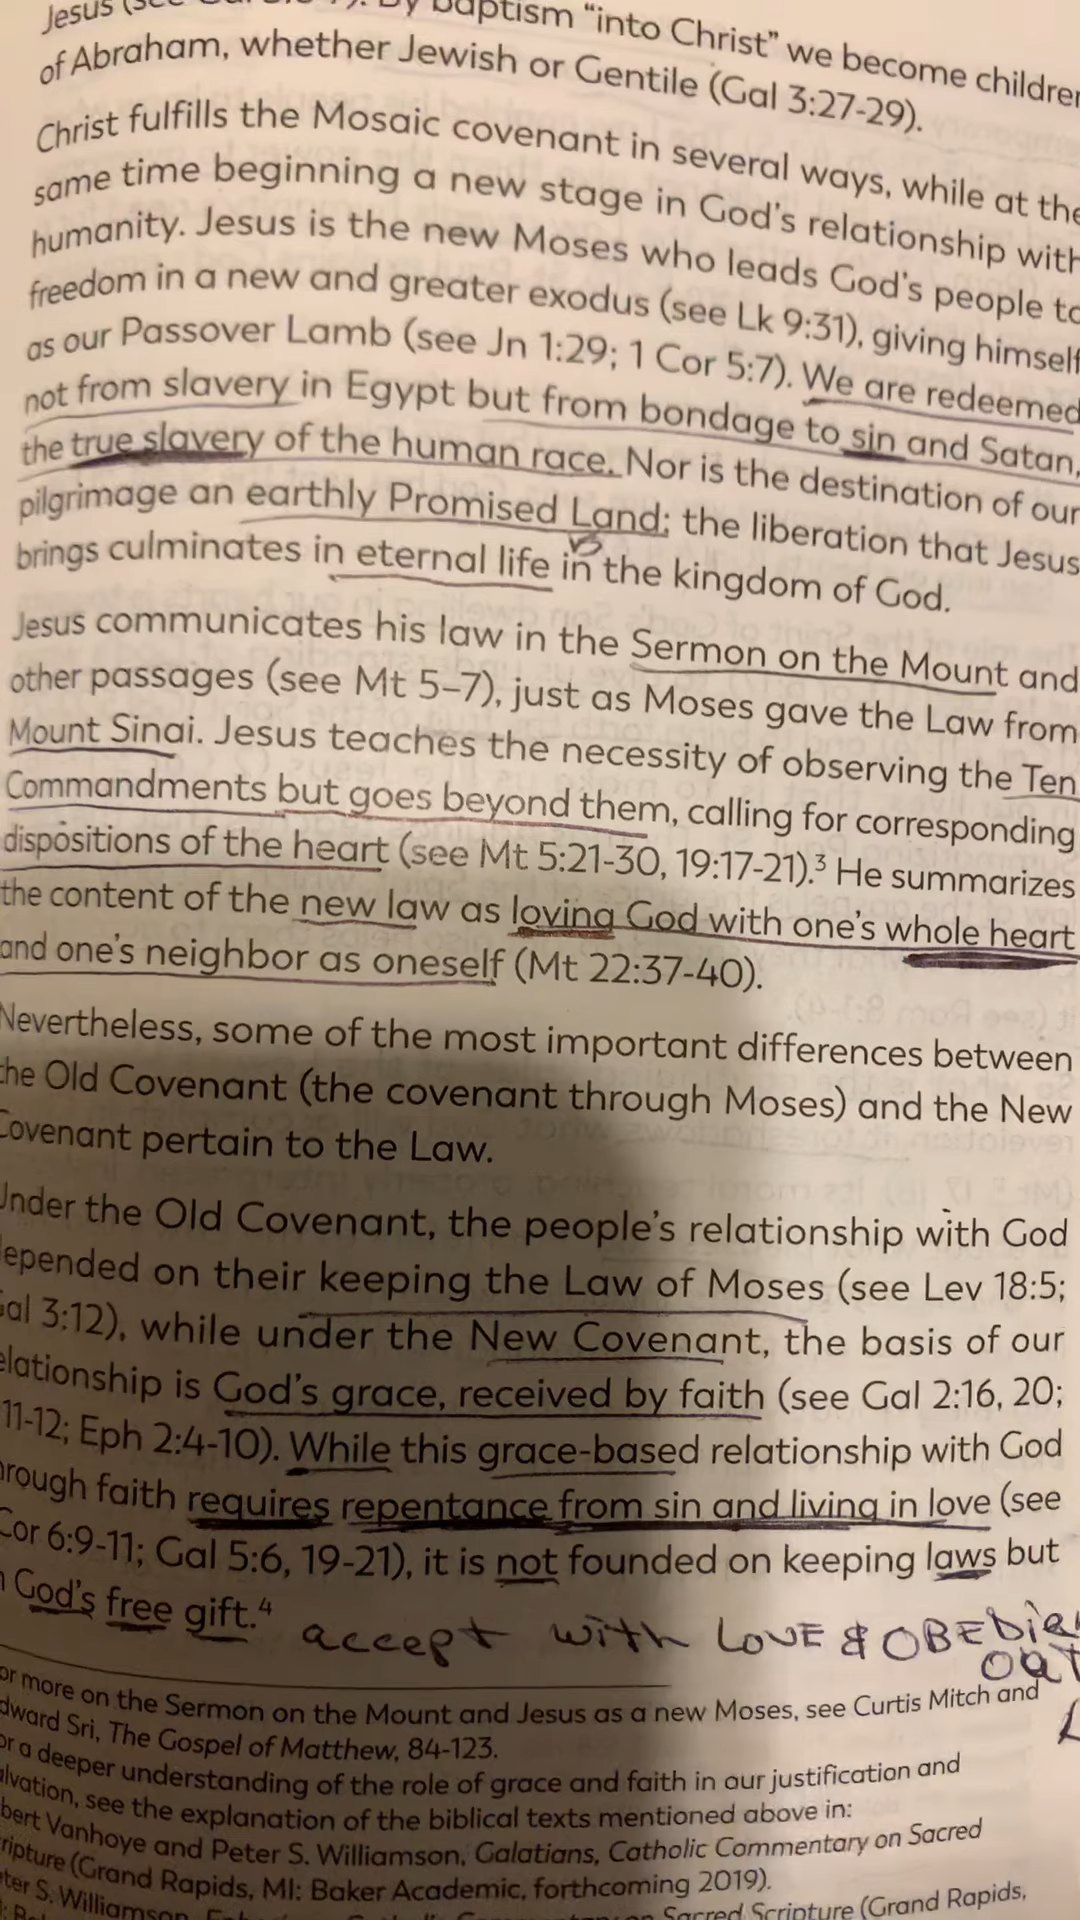 Jesus (see 7). By baptism “into Christ” we become children
of Abraham, whether Jewish or Gentile (Gal 3:27-29).
Christ fulfills the Mosaic covenant in several ways, while at the
same time beginning a new stage in God's relationship with
humanity. Jesus is the new Moses who leads God's people to
freedom in a new and greater exodus (see Lk 9:31), giving himself
as our Passover Lamb (see Jn 1:29; 1 Cor 5:7). We are redeemed
not from slavery in Egypt but from bondage to sin and Satan,
the true slavery of the human race. Nor is the destination of our
pilgrimage an earthly Promised Land; the liberation that Jesus
brings culminates in eternal life in the kingdom of God.
Jesus communicates his law in the Sermon on the Mount and
other passages (see Mt 5–7), just as Moses gave the Law from
Mount Sinai. Jesus teaches the necessity of observing the Ten
Commandments but goes beyond them, calling for corresponding
dispositions of the heart (see Mt 5:21-30, 19:17-21).³ He summarizes
the content of the new law as loving God with one's whole heart
and one's neighbor as oneself (Mt 22:37-40).
Nevertheless, some of the most important differences between
the Old Covenant (the covenant through Moses) and the New
Covenant pertain to the Law.
Under the Old Covenant, the people's relationship with God
depended on their keeping the Law of Moses (see Lev 18:5;
Gal 3:12), while under the New Covenant, the basis of our
relationship is God's grace, received by faith (see Gal 2:16, 20;
11-12; Eph 2:4-10). While this grace-based relationship with God
through faith requires repentance from sin and living in love (see
Cor 6:9-11; Gal 5:6, 19-21), it is not founded on keeping laws but
God's free gift.⁴ accept with LOVE & OBEDIE
or more on the Sermon on the Mount and Jesus as a new Moses, see Curtis Mitch and
dward Sri, The Gospel of Matthew, 84-123.
or a deeper understanding of the role of grace and faith in our justification and
alvation, see the explanation of the biblical texts mentioned above in:
bert Vanhoye and Peter S. Williamson, Galatians, Catholic Commentary on Sacred
ripture (Grand Rapids, MI: Baker Academic, forthcoming 2019).
ter S. Williamson, Commentary on Sacred Scripture (Grand Rapids,